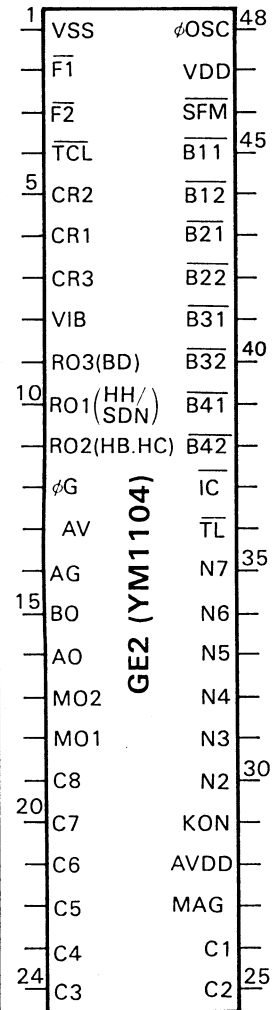 1 VSS φOSC 48
F1 VDD
F2 SFM
TCL B11 45
5 CR2 B12
CR1 B21
CR3 B22
VIB B31
RO3(BD) B32 40
10 RO1(HH/SDN) B41
RO2(HB.HC) B42
φG IC
AV TL
AG N7 35
15 BO N6
AO N5
MO2 N4
MO1 N3
C8 N2 30
20 C7 KON
C6 AVDD
C5 MAG
C4 C1
24 C3 C2 25
GE2 (YM1104)